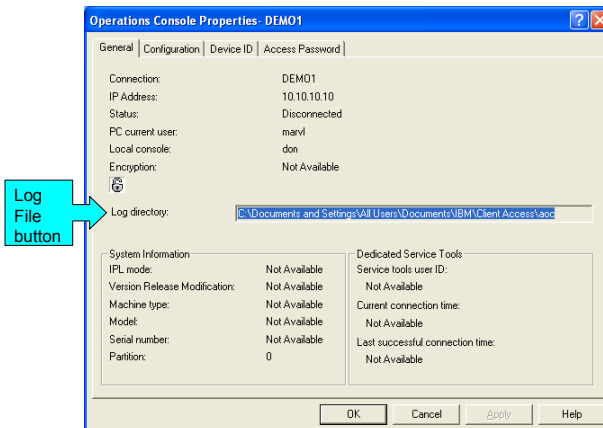 Operations Console Properties- DEMO1
General Configuration Device ID Access Password
Connection: DEMO1
IP Address: 10.10.10.10
Status: Disconnected
PC current user: marvl
Local console: don
Encryption: Not Available
Log File button
Log directory: C:\Documents and Settings\All Users\Documents\IBM\Client Access\aoc
System Information
IPL mode: Not Available
Version Release Modification: Not Available
Machine type: Not Available
Model: Not Available
Serial number: Not Available
Partition: 0
Dedicated Service Tools
Service tools user ID:
Not Available
Current connection time:
Not Available
Last successful connection time:
Not Available
OK Cancel Apply Help